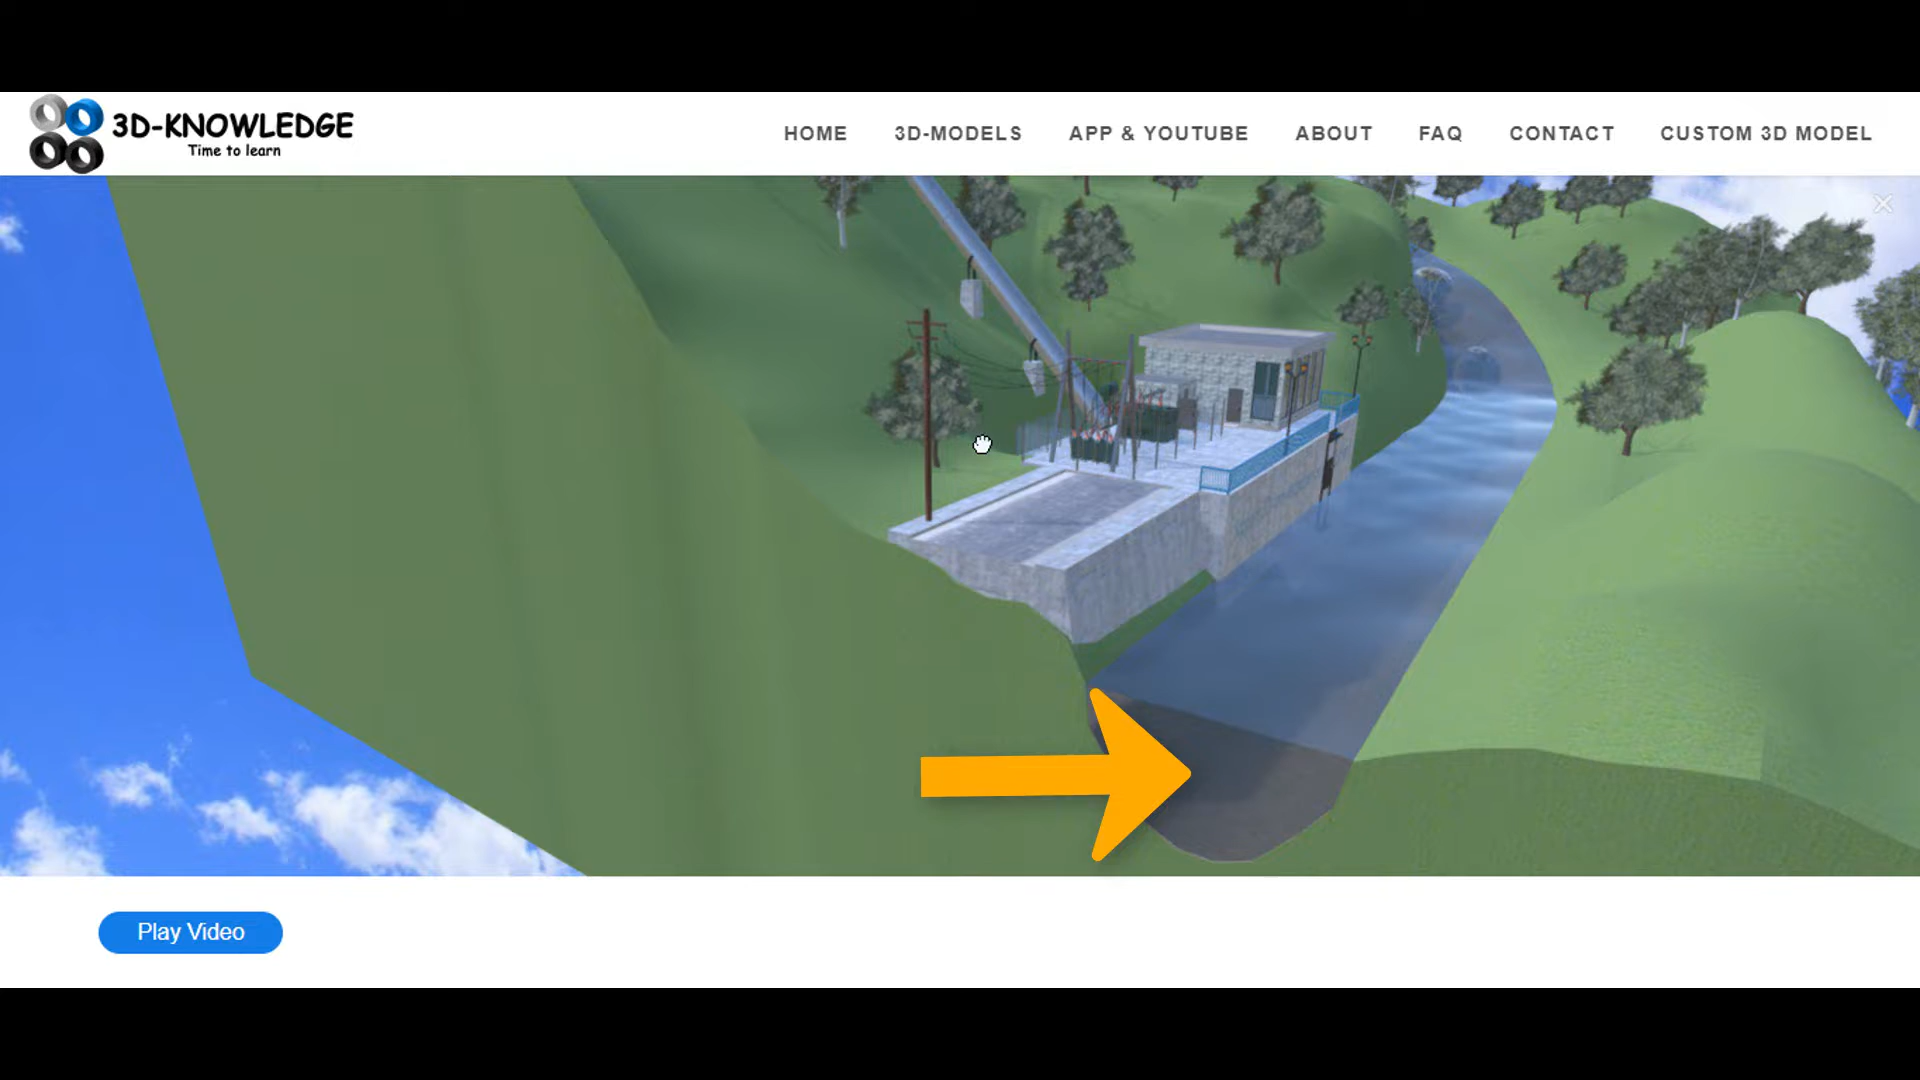 3D-KNOWLEDGE
Time to learn
HOME 3D-MODELS APP & YOUTUBE ABOUT FAQ CONTACT CUSTOM 3D MODEL
Play Video